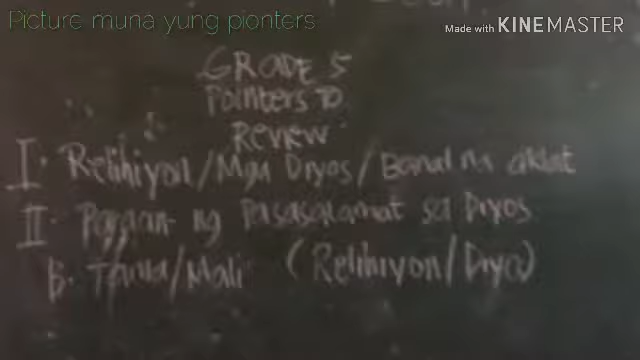 Picture muna yung pionters
Made with KINEMASTER
GRADE 5
Pointers to
Review
I. Relihiyon/Mga Diyos/Banal na aklat
II. Paraan ng Pasasalamat sa Diyos
B. Tama/Mali (Relihiyon/Diyos)